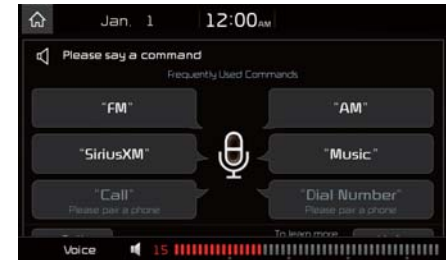 Jan. 1 12:00AM
Please say a command
Frequently Used Commands
"FM" "AM"
"SiriusXM" "Music"
"Call" "Dial Number"
Please pair a phone Please pair a phone
To learn more
Voice 15